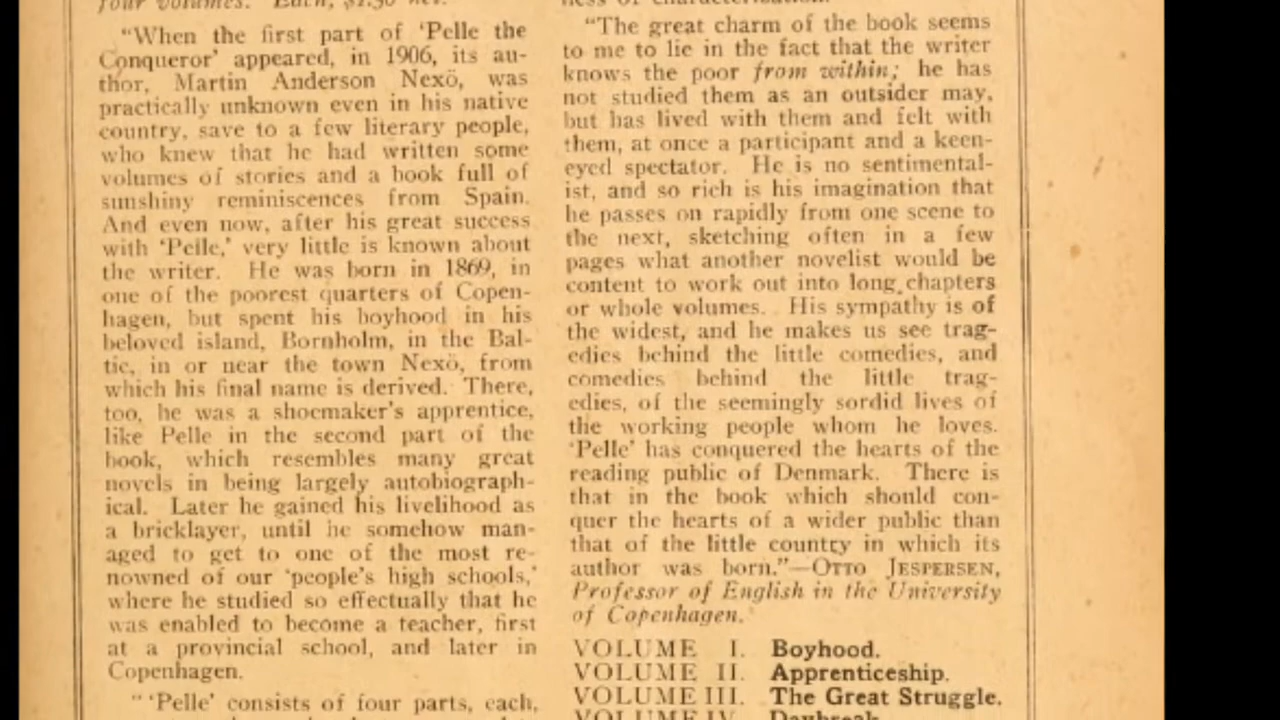 four volumes. Each, $1.50 net.
"When the first part of 'Pelle the
Conqueror' appeared, in 1906, its au-
thor, Martin Anderson Nexö, was
practically unknown even in his native
country, save to a few literary people,
who knew that he had written some
volumes of stories and a book full of
sunshiny reminiscences from Spain.
And even now, after his great success
with 'Pelle,' very little is known about
the writer. He was born in 1869, in
one of the poorest quarters of Copen-
hagen, but spent his boyhood in his
beloved island, Bornholm, in the Bal-
tic, in or near the town Nexö, from
which his final name is derived. There,
too, he was a shoemaker's apprentice,
like Pelle in the second part of the
book, which resembles many great
novels in being largely autobiograph-
ical. Later he gained his livelihood as
a bricklayer, until he somehow man-
aged to get to one of the most re-
nowned of our 'people's high schools,'
where he studied so effectually that he
was enabled to become a teacher, first
at a provincial school, and later in
Copenhagen.
"'Pelle' consists of four parts, each,
ness of characterisation.
"The great charm of the book seems
to me to lie in the fact that the writer
knows the poor from within; he has
not studied them as an outsider may,
but has lived with them and felt with
them, at once a participant and a keen-
eyed spectator. He is no sentimental-
ist, and so rich is his imagination that
he passes on rapidly from one scene to
the next, sketching often in a few
pages what another novelist would be
content to work out into long chapters
or whole volumes. His sympathy is of
the widest, and he makes us see trag-
edies behind the little comedies, and
comedies behind the little trag-
edies, of the seemingly sordid lives of
the working people whom he loves.
'Pelle' has conquered the hearts of the
reading public of Denmark. There is
that in the book which should con-
quer the hearts of a wider public than
that of the little country in which its
author was born."—OTTO JESPERSEN,
Professor of English in the University
of Copenhagen.
VOLUME I. Boyhood.
VOLUME II. Apprenticeship.
VOLUME III. The Great Struggle.
VOLUME IV. Daybreak.